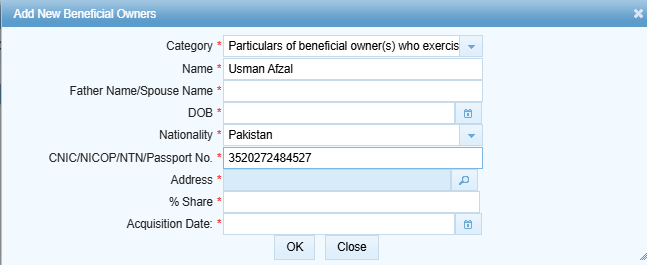 Add New Beneficial Owners
Category * Particulars of beneficial owner(s) who exercis
Name * Usman Afzal
Father Name/Spouse Name *
DOB *
Nationality * Pakistan
CNIC/NICOP/NTN/Passport No. * 3520272484527
Address *
% Share *
Acquisition Date: *
OK Close